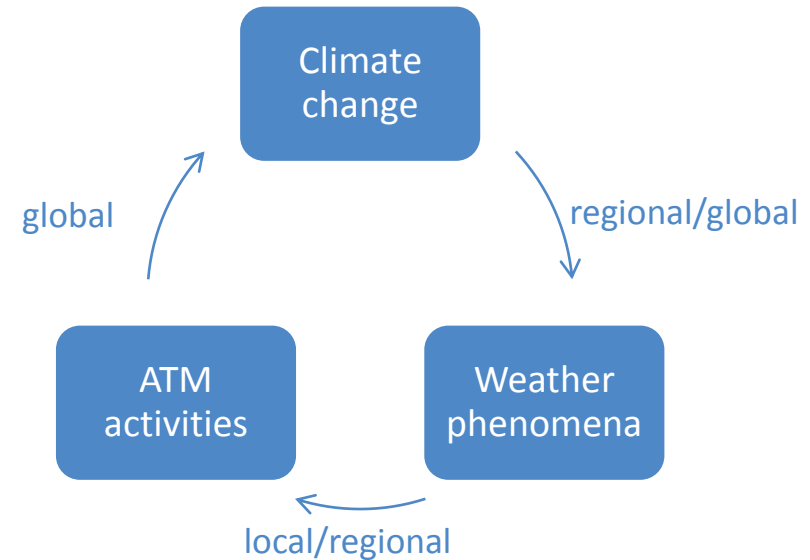 Climate
change
global
regional/global
ATM
activities
Weather
phenomena
local/regional